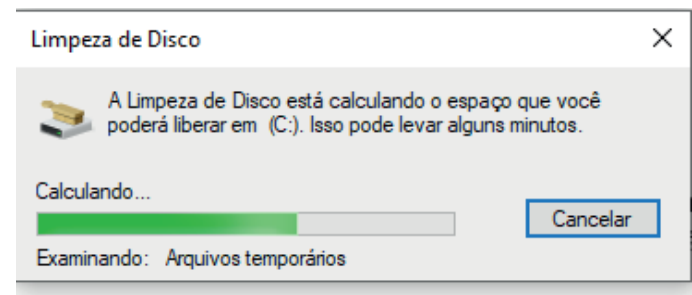 Limpeza de Disco
A Limpeza de Disco está calculando o espaço que você
poderá liberar em (C:). Isso pode levar alguns minutos.
Calculando...
Cancelar
Examinando: Arquivos temporários